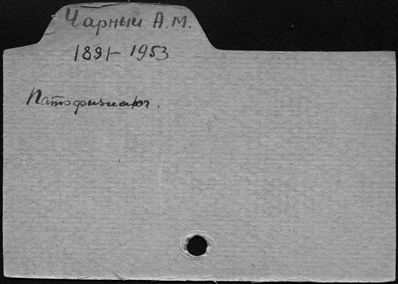 Чарный А.М.
1891-1953
Патофизиолог.